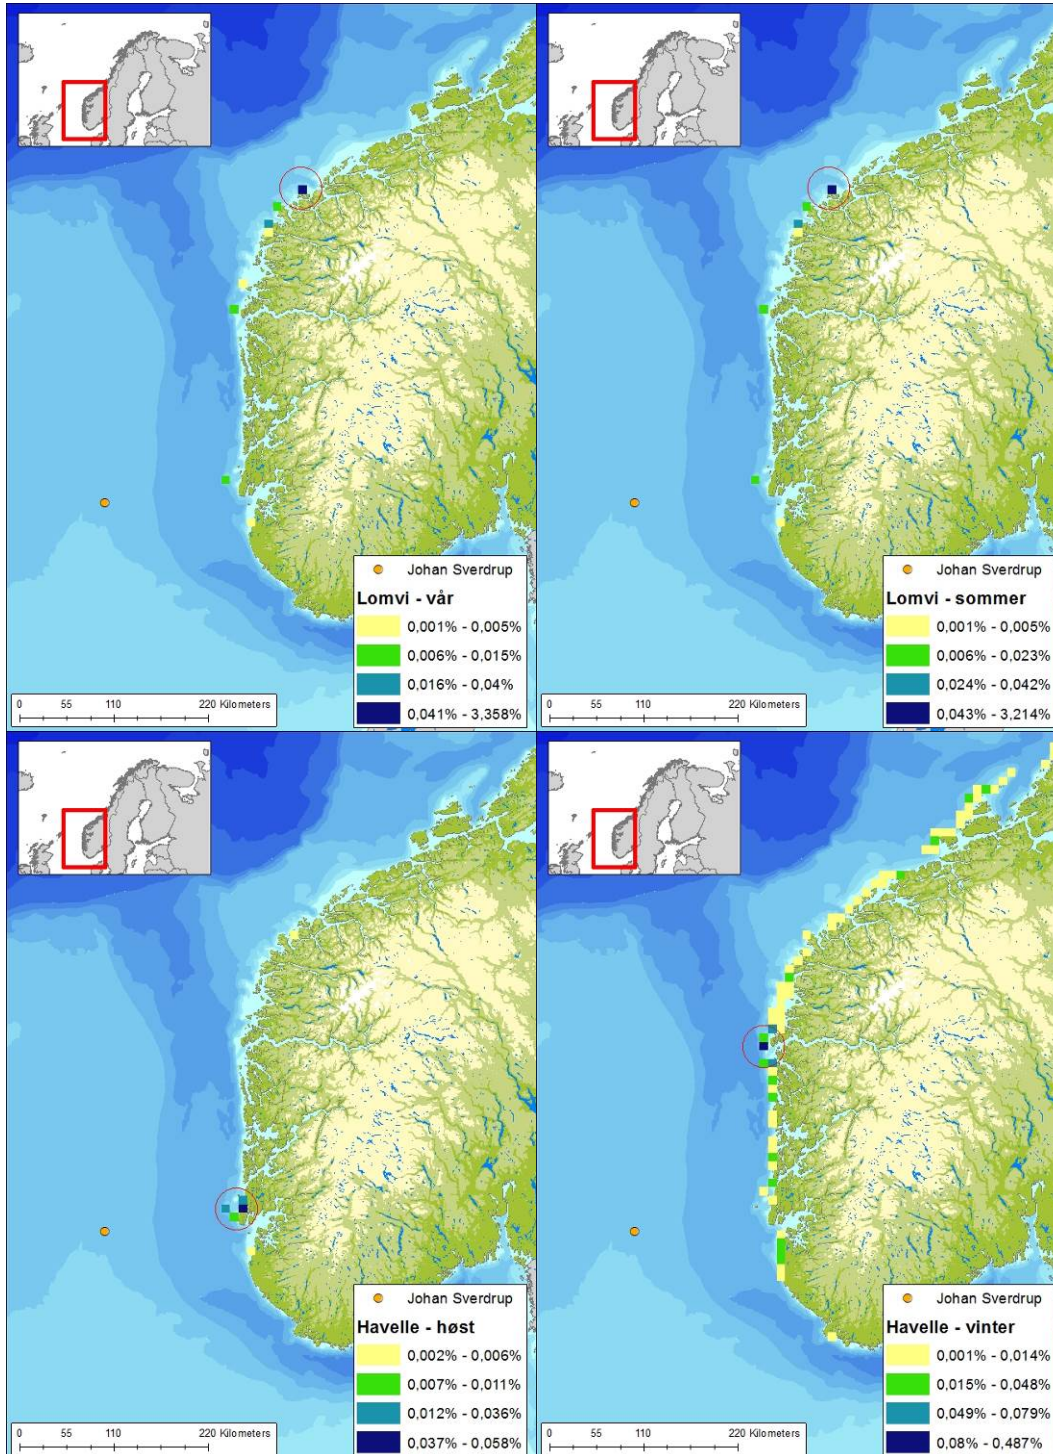 Johan Sverdrup
Lomvi - vår
0,001% - 0,005%
0,006% - 0,015%
0,016% - 0,04%
0,041% - 3,358%
0 55 110 220 Kilometers
Johan Sverdrup
Lomvi - sommer
0,001% - 0,005%
0,006% - 0,023%
0,024% - 0,042%
0,043% - 3,214%
0 55 110 220 Kilometers
Johan Sverdrup
Havelle - høst
0,002% - 0,006%
0,007% - 0,011%
0,012% - 0,036%
0,037% - 0,058%
0 55 110 220 Kilometers
Johan Sverdrup
Havelle - vinter
0,001% - 0,014%
0,015% - 0,048%
0,049% - 0,079%
0,08% - 0,487%
0 55 110 220 Kilometers